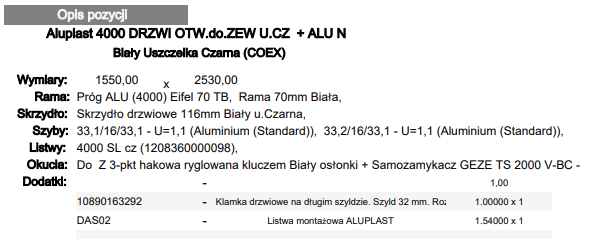 Opis pozycji
Aluplast 4000 DRZWI OTW.do.ZEW U.CZ + ALU N
Biały Uszczelka Czarna (COEX)
Wymiary: 1550,00 x 2530,00
Rama: Próg ALU (4000) Eifel 70 TB, Rama 70mm Biała,
Skrzydło: Skrzydło drzwiowe 116mm Biały u.Czarna,
Szyby: 33,1/16/33,1 - U=1,1 (Aluminium (Standard)), 33,2/16/33,1 - U=1,1 (Aluminium (Standard)),
Listwy: 4000 SL cz (1208360000098),
Okucia: Do Z 3-pkt hakowa ryglowana kluczem Biały osłonki + Samozamykacz GEZE TS 2000 V-BC -
Dodatki: - 1,00
10890163292 - Klamka drzwiowe na długim szyldzie. Szyld 32 mm. Roz 1.00000 x 1
DAS02 - Listwa montażowa ALUPLAST 1.54000 x 1